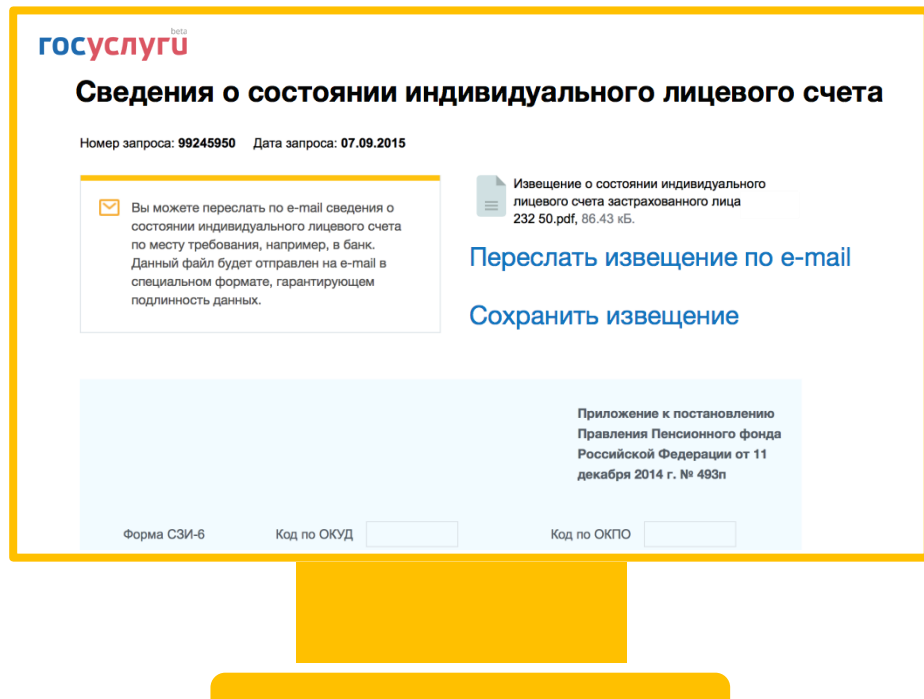 госуслуги
beta
Сведения о состоянии индивидуального лицевого счета
Номер запроса: 99245950 Дата запроса: 07.09.2015
Вы можете переслать по e-mail сведения о
состоянии индивидуального лицевого счета
по месту требования, например, в банк.
Данный файл будет отправлен на e-mail в
специальном формате, гарантирующем
подлинность данных.
Извещение о состоянии индивидуального
лицевого счета застрахованного лица
232 50.pdf, 86.43 кБ.
Переслать извещение по e-mail
Сохранить извещение
Приложение к постановлению
Правления Пенсионного фонда
Российской Федерации от 11
декабря 2014 г. № 493п
Форма СЗИ-6 Код по ОКУД Код по ОКПО